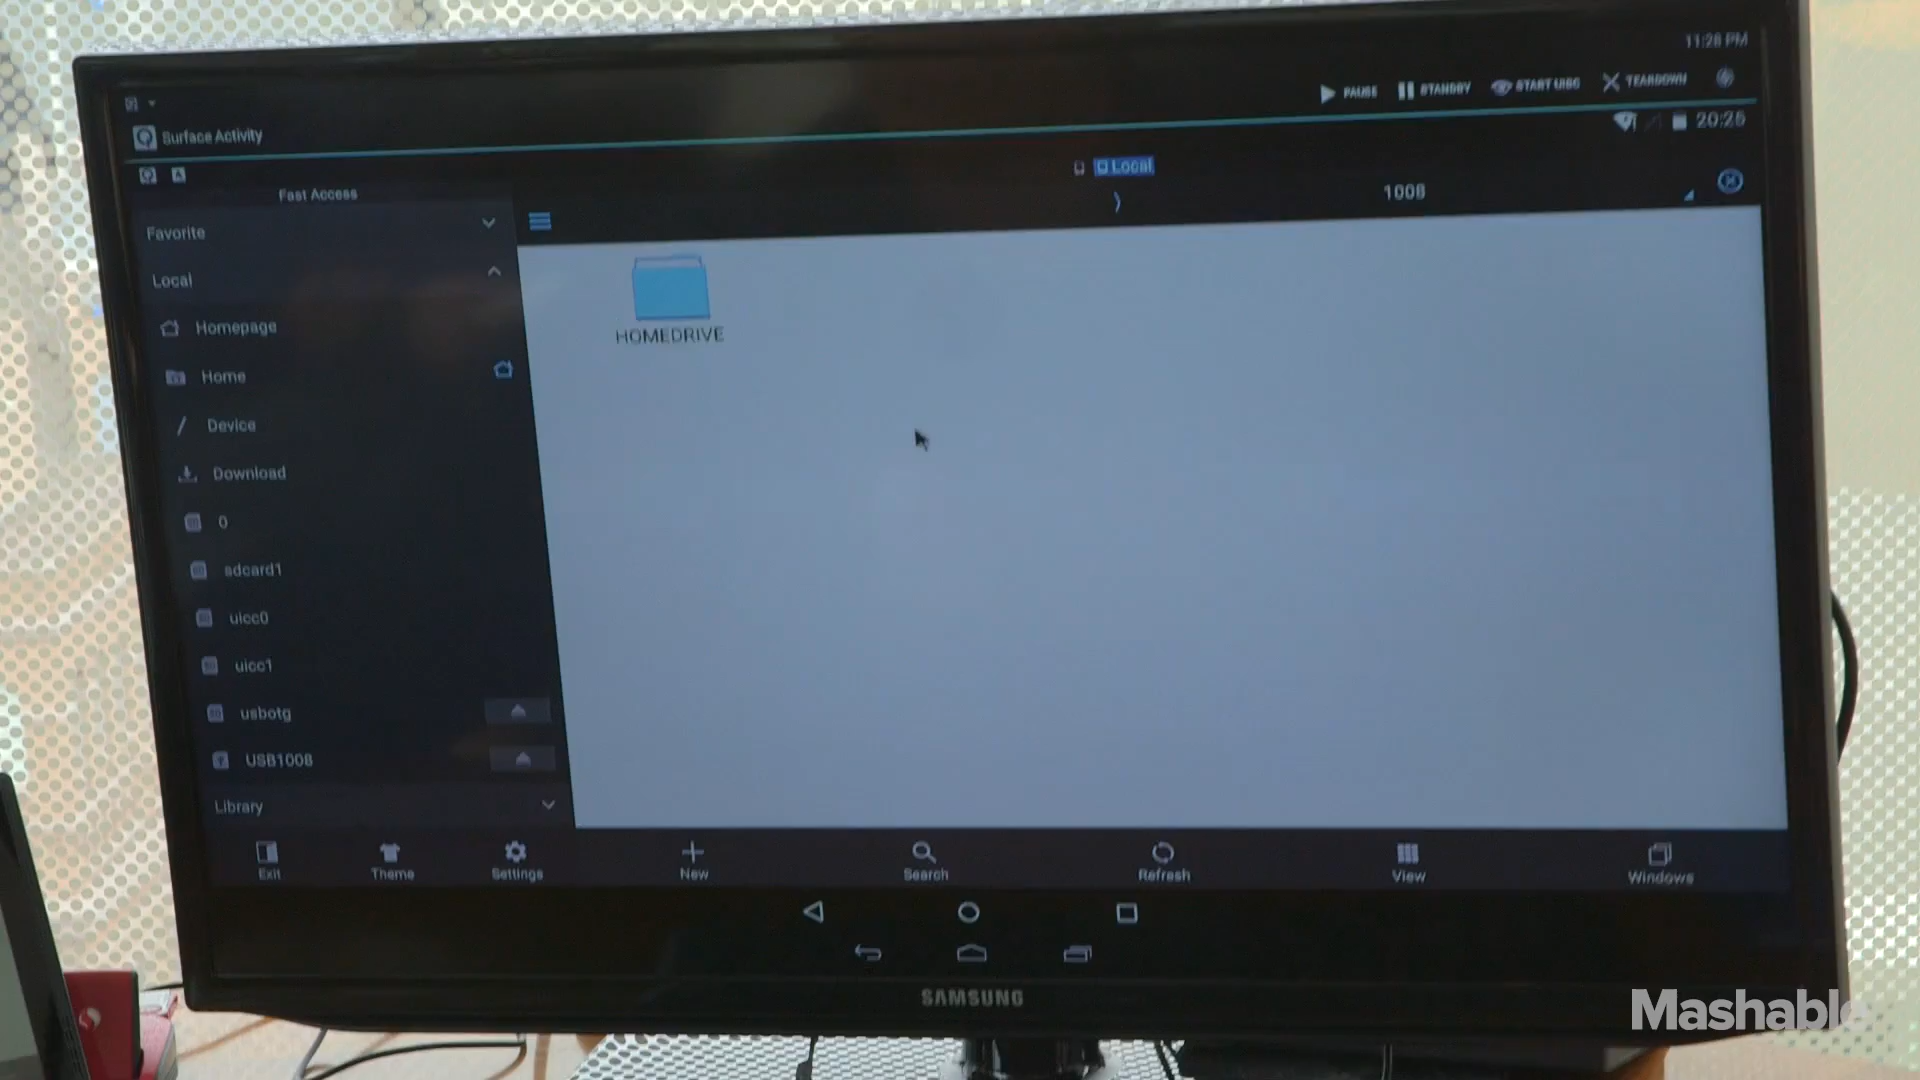 11:28 PM
PAUSE STANDBY START UIBC TEARDOWN
Surface Activity
20:25
Local
Fast Access
1008
Favorite
Local
HOMEDRIVE
Homepage
Home
Device
Download
0
sdcard1
uicc0
uicc1
usbotg
USB1008
Library
Exit Theme Settings New Search Refresh View Windows
SAMSUNG
Mashable